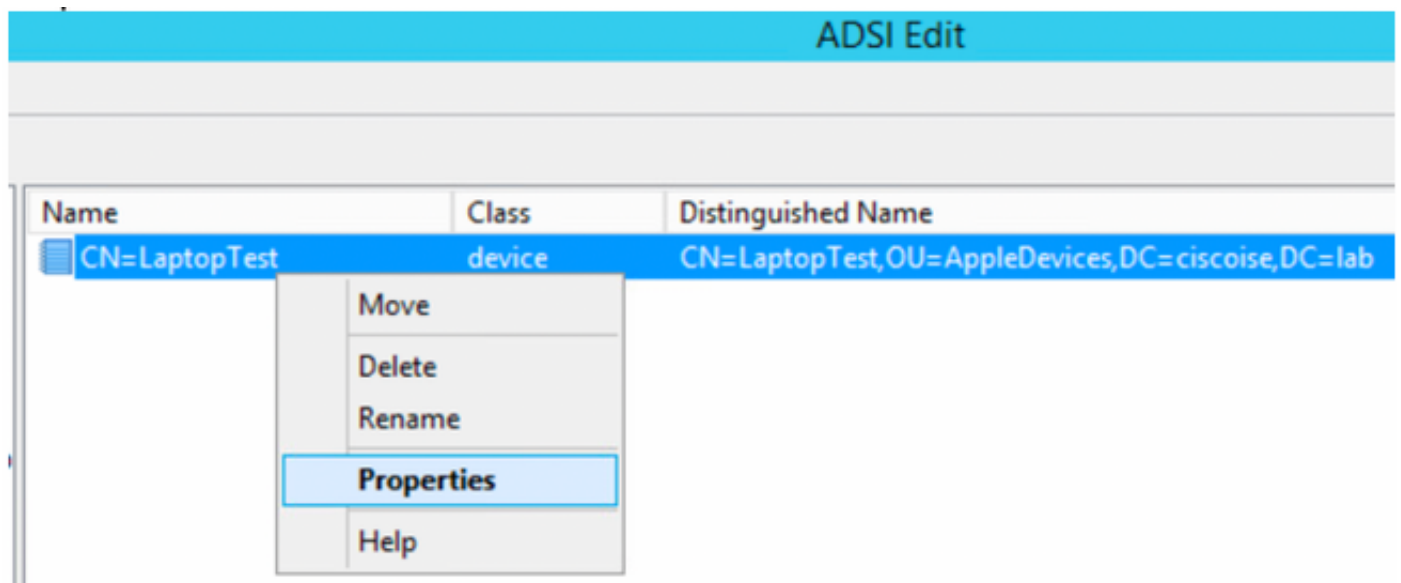 ADSI Edit
Name Class Distinguished Name
CN=LaptopTest device CN=LaptopTest,OU=AppleDevices,DC=ciscoise,DC=lab
Move
Delete
Rename
Properties
Help